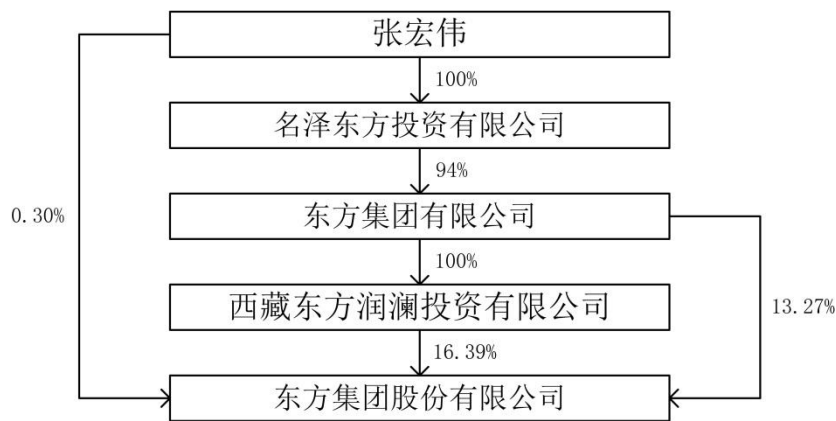 张宏伟
100%
名泽东方投资有限公司
94%
0.30%
东方集团有限公司
100%
西藏东方润澜投资有限公司
13.27%
16.39%
东方集团股份有限公司